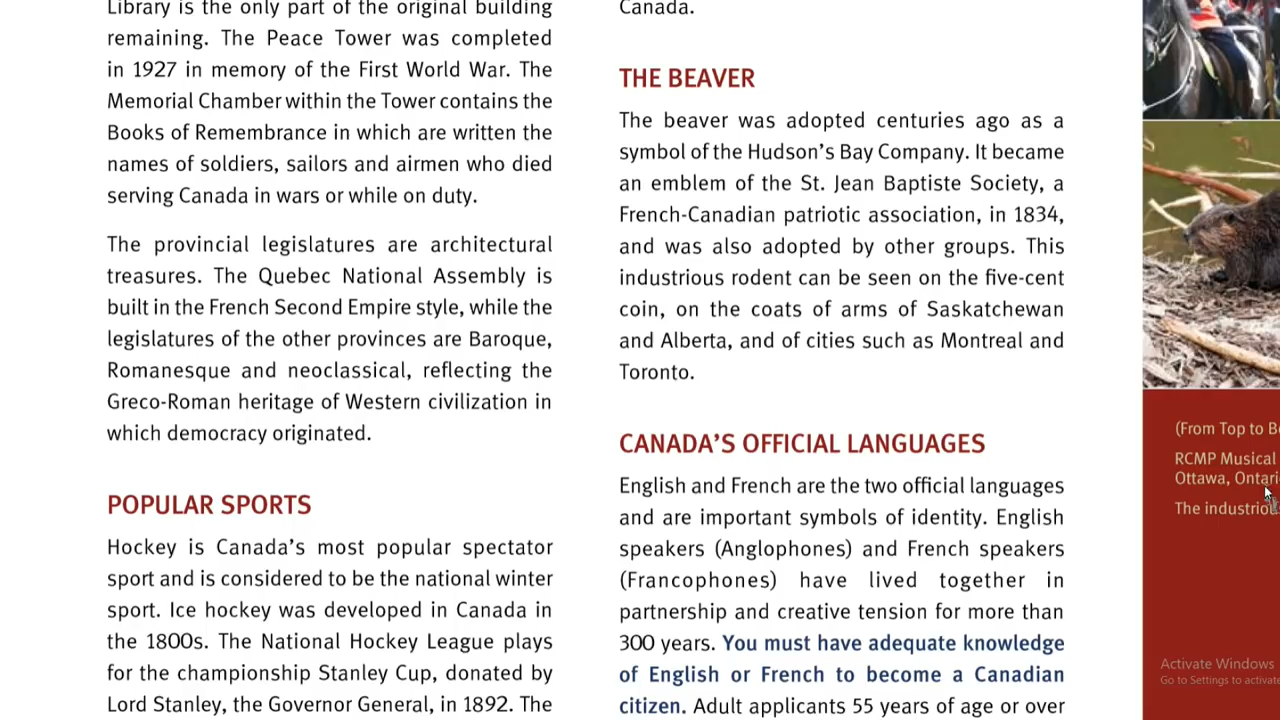 Library is the only part of the original building
remaining. The Peace Tower was completed
in 1927 in memory of the First World War. The
Memorial Chamber within the Tower contains the
Books of Remembrance in which are written the
names of soldiers, sailors and airmen who died
serving Canada in wars or while on duty.
The provincial legislatures are architectural
treasures. The Quebec National Assembly is
built in the French Second Empire style, while the
legislatures of the other provinces are Baroque,
Romanesque and neoclassical, reflecting the
Greco-Roman heritage of Western civilization in
which democracy originated.
POPULAR SPORTS
Hockey is Canada's most popular spectator
sport and is considered to be the national winter
sport. Ice hockey was developed in Canada in
the 1800s. The National Hockey League plays
for the championship Stanley Cup, donated by
Lord Stanley, the Governor General, in 1892. The
Canada.
THE BEAVER
The beaver was adopted centuries ago as a
symbol of the Hudson's Bay Company. It became
an emblem of the St. Jean Baptiste Society, a
French-Canadian patriotic association, in 1834,
and was also adopted by other groups. This
industrious rodent can be seen on the five-cent
coin, on the coats of arms of Saskatchewan
and Alberta, and of cities such as Montreal and
Toronto.
CANADA'S OFFICIAL LANGUAGES
English and French are the two official languages
and are important symbols of identity. English
speakers (Anglophones) and French speakers
(Francophones) have lived together in
partnership and creative tension for more than
300 years. You must have adequate knowledge
of English or French to become a Canadian
citizen. Adult applicants 55 years of age or over
(From Top to
RCMP Musical
Ottawa,
The
Activate Windows
Go to Settings to